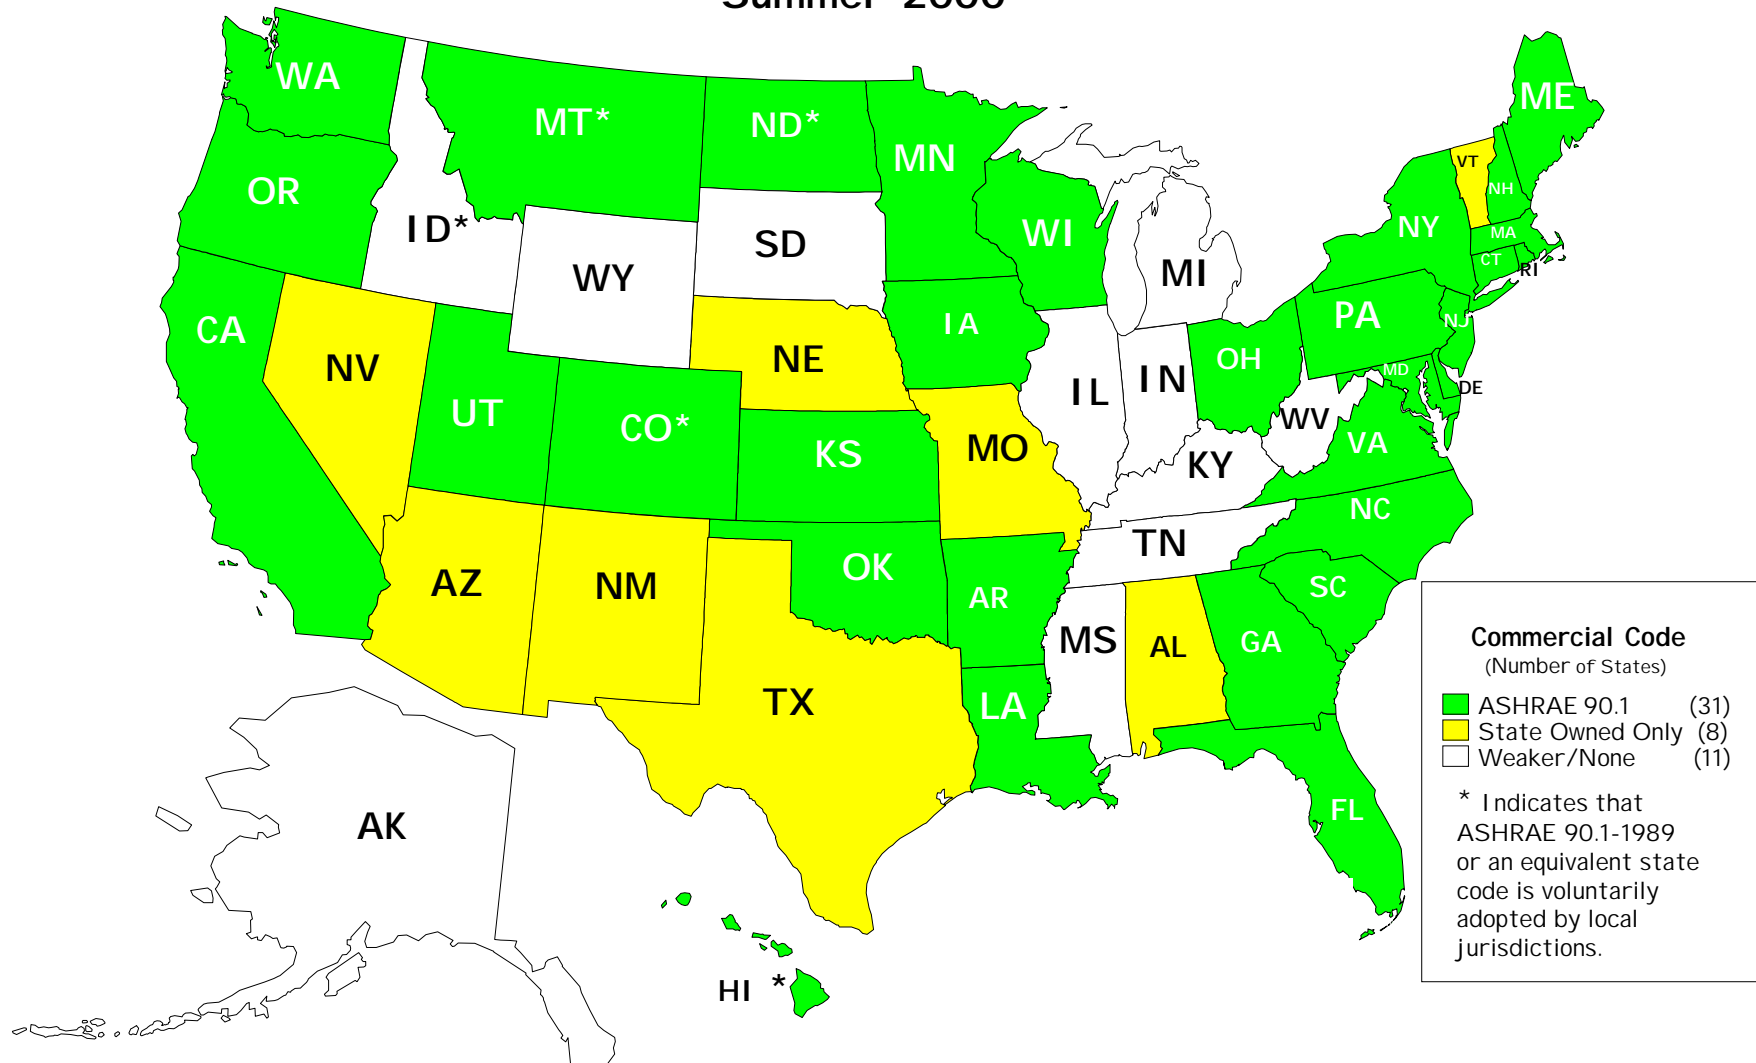 Summer 2000
WA
MT*
ND*
MN
ME
VT
NH
OR
ID*
SD
WI
NY
MA
CT
RI
WY
MI
CA
IA
PA
NJ
NV
NE
OH
MD
DE
IL
IN
UT
CO*
KS
MO
WV
VA
KY
NC
TN
OK
AZ
NM
AR
SC
MS
AL
GA
TX
LA
FL
AK
HI *
Commercial Code
(Number of States)
ASHRAE 90.1 (31)
State Owned Only (8)
Weaker/None (11)
* Indicates that
ASHRAE 90.1-1989
or an equivalent state
code is voluntarily
adopted by local
jurisdictions.